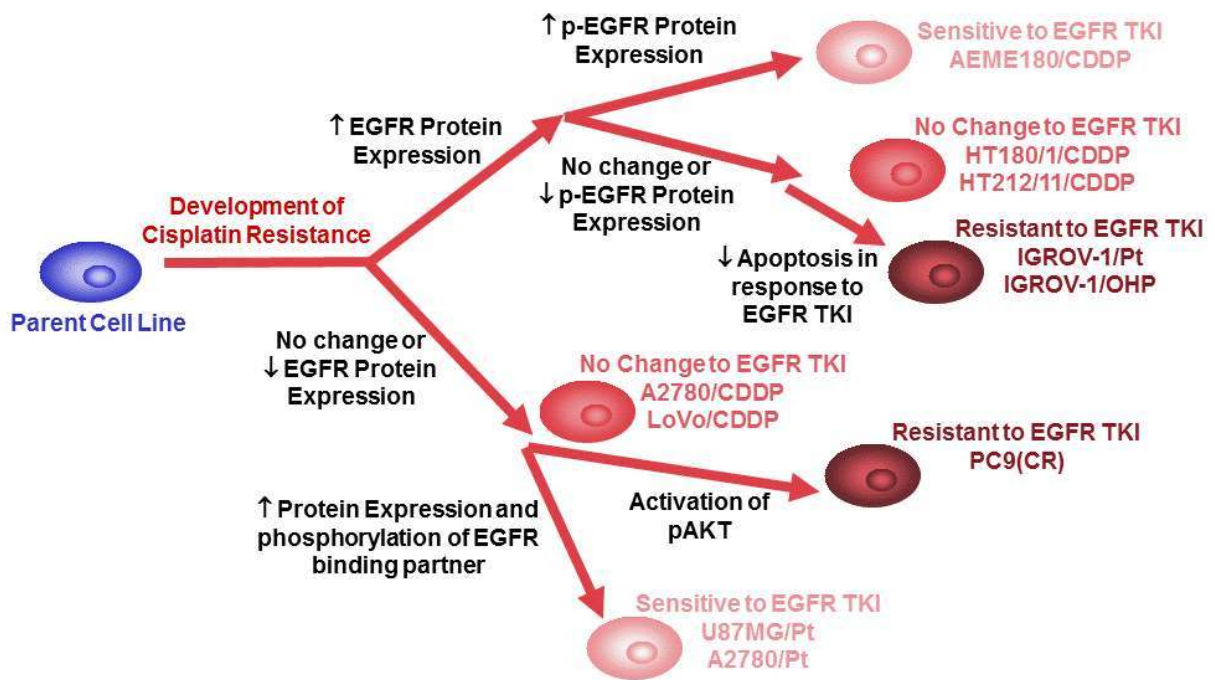 ↑ p-EGFR Protein
Expression
Sensitive to EGFR TKI
AEME180/CDDP
↑ EGFR Protein
Expression
No change or
↓ p-EGFR Protein
Expression
No Change to EGFR TKI
HT180/1/CDDP
HT212/11/CDDP
Development of
Cisplatin Resistance
Parent Cell Line
↓ Apoptosis in
response to
EGFR TKI
Resistant to EGFR TKI
IGROV-1/Pt
IGROV-1/OHP
No change or
↓ EGFR Protein
Expression
No Change to EGFR TKI
A2780/CDDP
LoVo/CDDP
Resistant to EGFR TKI
PC9(CR)
Activation of
pAKT
↑ Protein Expression and
phosphorylation of EGFR
binding partner
Sensitive to EGFR TKI
U87MG/Pt
A2780/Pt